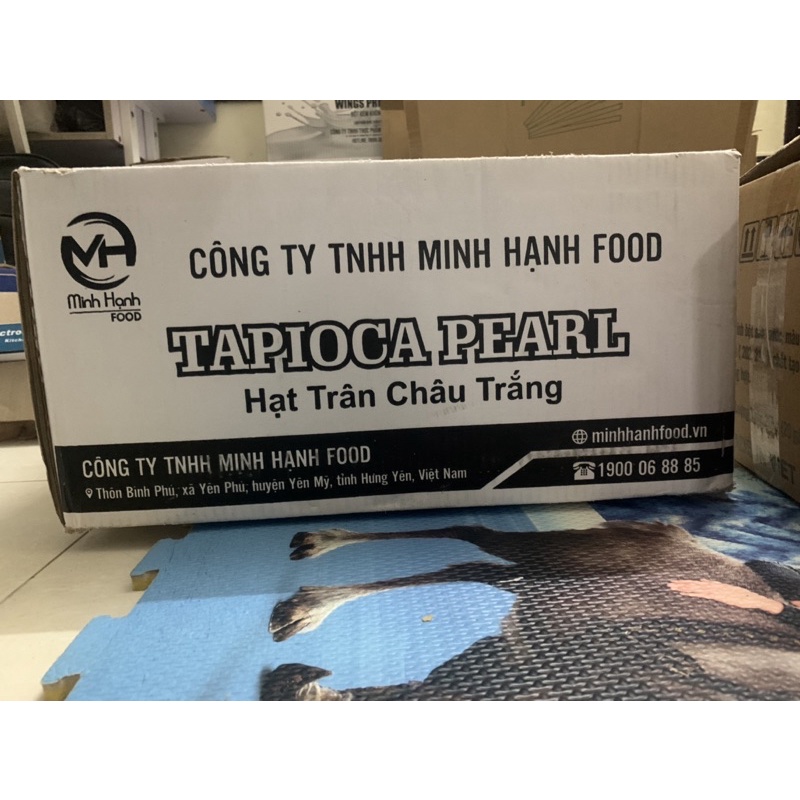 WINGS
MH
Minh Hạnh
FOOD
CÔNG TY TNHH MINH HẠNH FOOD
TAPIOCA PEARL
Hạt Trân Châu Trắng
CÔNG TY TNHH MINH HẠNH FOOD
Thôn Bình Phú, xã Yên Phú, huyện Yên Mỹ, tỉnh Hưng Yên, Việt Nam
minhhanhfood.vn
1900 06 88 85